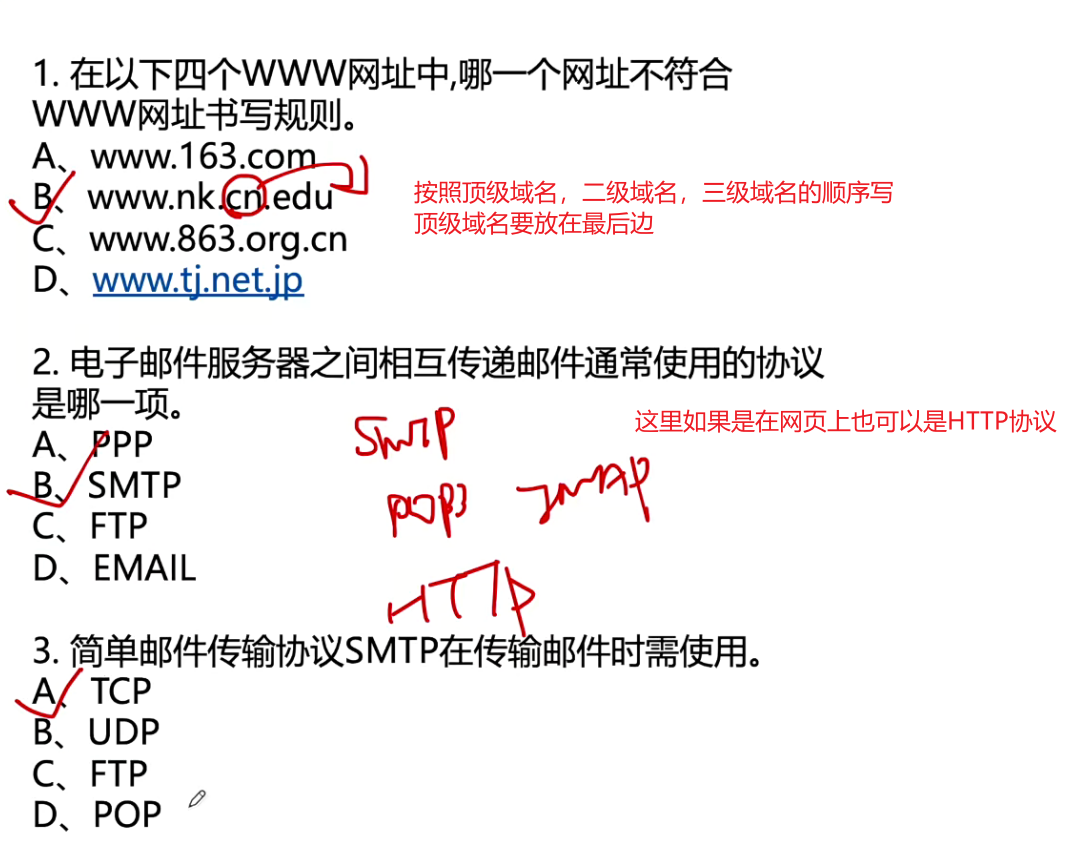 1. 在以下四个WWW网址中,哪一个网址不符合
WWW网址书写规则。
A、www.163.com
B、www.nk.cn.edu
按照顶级域名，二级域名，三级域名的顺序写
顶级域名要放在最后边
C、www.863.org.cn
D、www.tj.net.jp
2. 电子邮件服务器之间相互传递邮件通常使用的协议
是哪一项。
这里如果是在网页上也可以是HTTP协议
A、PPP
SMTP
B、SMTP
POP3 IMAP
C、FTP
D、EMAIL
HTTP
3. 简单邮件传输协议SMTP在传输邮件时需使用。
A、TCP
B、UDP
C、FTP
D、POP